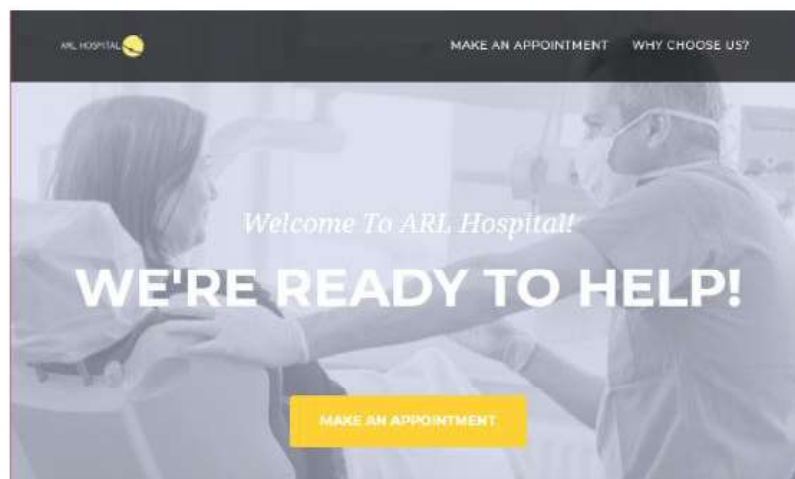 ARL HOSPITAL
MAKE AN APPOINTMENT WHY CHOOSE US?
Welcome To ARL Hospital!
WE'RE READY TO HELP!
MAKE AN APPOINTMENT